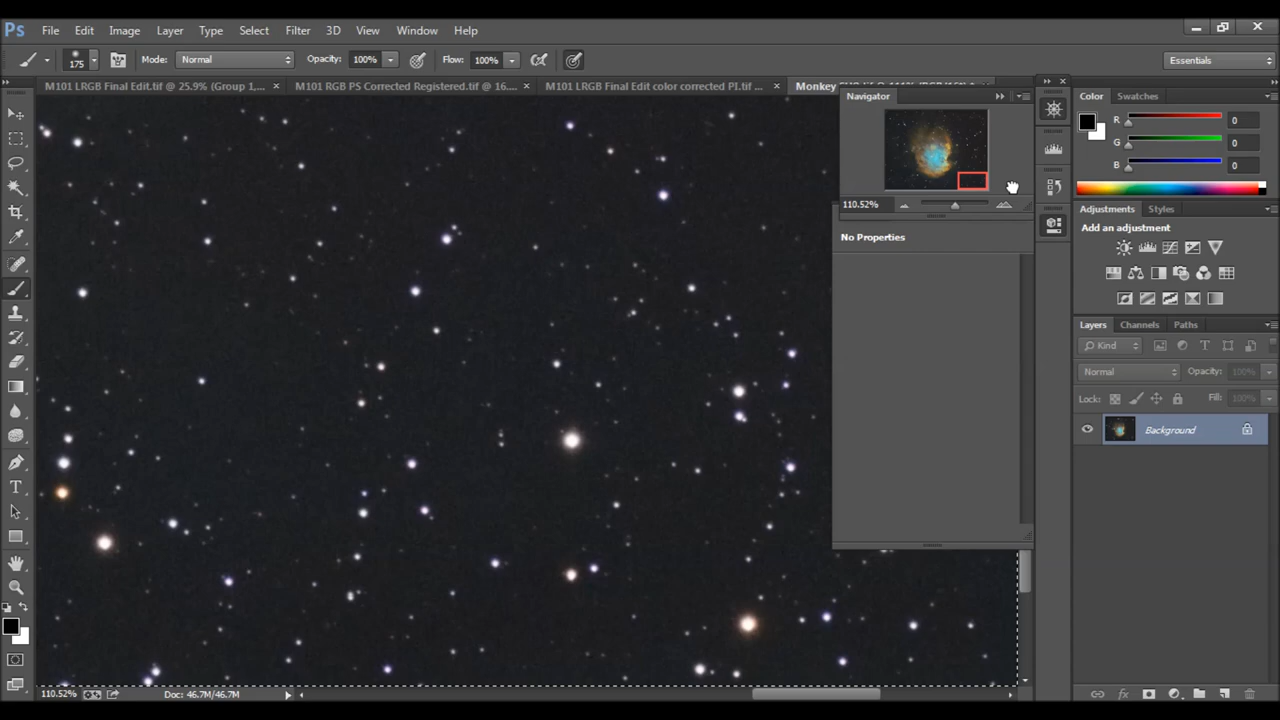 Ps File Edit Image Layer Type Select Filter 3D View Window Help
175 Mode: Normal Opacity: 100% Flow: 100% Essentials
M101 LRGB Final Edit.tif @ 25.9% (Group 1,... × M101 RGB PS Corrected Registered.tif @ 16.... × M101 LRGB Final Edit color corrected PI.tif ... × Monkey
Navigator
110.52%
No Properties
Color Swatches
R 0
G 0
B 0
Adjustments Styles
Add an adjustment
Layers Channels Paths
Kind
Normal Opacity: 100%
Lock: Fill: 100%
Background
110.52% Doc: 46.7M/46.7M